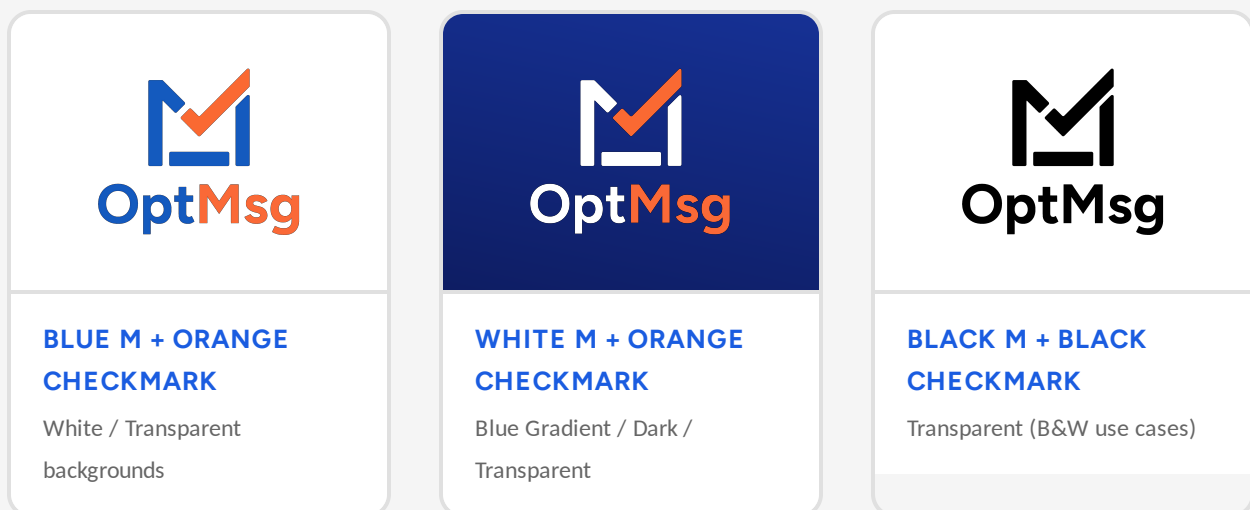 OptMsg
BLUE M + ORANGE
CHECKMARK
White / Transparent
backgrounds
OptMsg
WHITE M + ORANGE
CHECKMARK
Blue Gradient / Dark /
Transparent
OptMsg
BLACK M + BLACK
CHECKMARK
Transparent (B&W use cases)